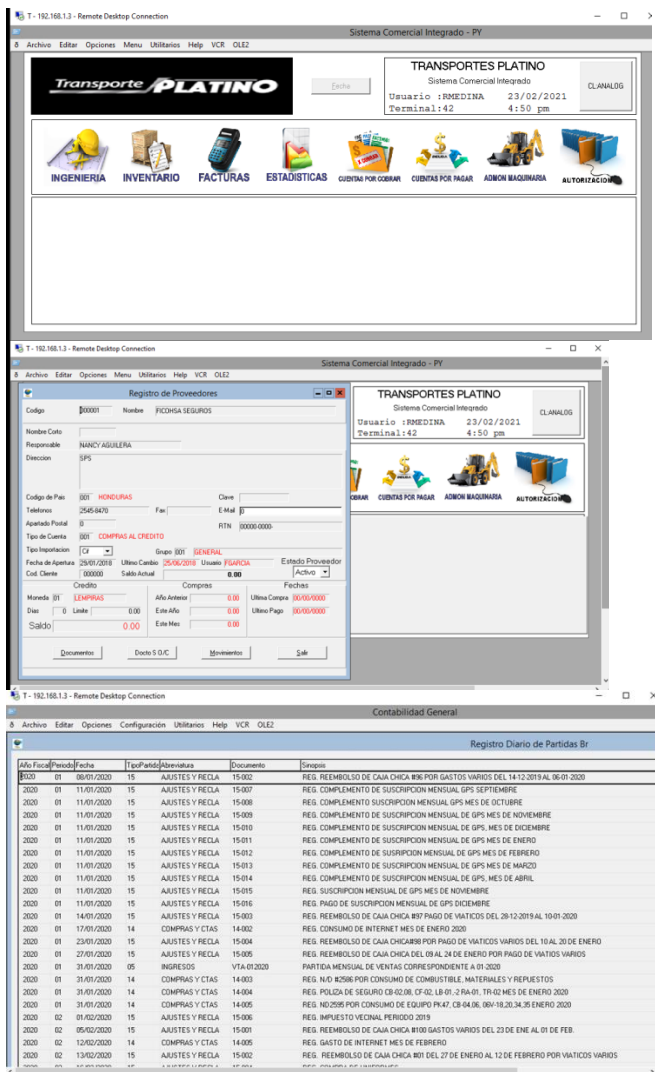 T - 192.168.1.3 - Remote Desktop Connection
Sistema Comercial Integrado - PY
Archivo Editar Opciones Menu Utilitarios Help VCR OLE2
Transporte PLATINO
Fecha
TRANSPORTES PLATINO
Sistema Comercial Integrado
Usuario :RMEDINA 23/02/2021
Terminal:42 4:50 pm
CL:ANALOG
INGENIERIA INVENTARIO FACTURAS ESTADISTICAS CUENTAS POR COBRAR CUENTAS POR PAGAR ADMON MAQUINARIA AUTORIZACION
T - 192.168.1.3 - Remote Desktop Connection
Sistema Comercial Integrado - PY
Archivo Editar Opciones Menu Utilitarios Help VCR OLE2
Registro de Proveedores
Codigo 000001 Nombre FICOHSA SEGUROS
Nombre Corto
Responsable NANCY AGUILERA
Direccion SPS
Codigo de Pais 001 HONDURAS Clave
Telefonos 2545-8470 Fax E-Mail 0
Apartado Postal 0 RTN 00000-0000-
Tipo de Cuenta 001 COMPRAS AL CREDITO
Tipo Importacion C# Grupo 001 GENERAL
Fecha de Apertura 29/01/2018 Ultimo Cambio 25/06/2018 Usuario FGARCIA Estado Proveedor
Cod. Cliente 000000 Saldo Actual 0.00 Activo
Credito Compras Fechas
Moneda 01 LEMPIRAS Año Anterior 0.00 Ultima Compra 00/00/0000
Dias 0 Limite 0.00 Este Año 0.00 Ultimo Pago 00/00/0000
Saldo 0.00 Este Mes 0.00
Documentos Docto S.O/C Movimientos Salir
TRANSPORTES PLATINO
Sistema Comercial Integrado
Usuario :RMEDINA 23/02/2021
Terminal:42 4:50 pm
CL:ANALOG
OBRAR CUENTAS POR PAGAR ADMON MAQUINARIA AUTORIZACION
T - 192.168.1.3 - Remote Desktop Connection
Contabilidad General
Archivo Editar Opciones Configuración Utilitarios Help VCR OLE2
Registro Diario de Partidas Br
Año Fiscal Periodo Fecha TipoPartida Abreviatura Documento Sinopsis
2020 01 08/01/2020 15 AJUSTES Y RECLA 15-002 REG. REEMBOLSO DE CAJA CHICA #96 POR GASTOS VARIOS DEL 14-12-2019 AL 06-01-2020
2020 01 11/01/2020 15 AJUSTES Y RECLA 15-007 REG. COMPLEMENTO DE SUSCRIPCION MENSUAL GPS SEPTIEMBRE
2020 01 11/01/2020 15 AJUSTES Y RECLA 15-008 REG. COMPLEMENTO SUSCRIPCION MENSUAL GPS MES DE OCTUBRE
2020 01 11/01/2020 15 AJUSTES Y RECLA 15-009 REG. COMPLEMENTO DE SUSCRIPCION MENSUAL DE GPS MES DE NOVIEMBRE
2020 01 11/01/2020 15 AJUSTES Y RECLA 15-010 REG. COMPLEMENTO DE SUSCRIPCION MENSUAL DE GPS, MES DE DICIEMBRE
2020 01 11/01/2020 15 AJUSTES Y RECLA 15-011 REG. COMPLEMENTO DE SUSCRIPCION MENSUAL DE GPS MES DE ENERO
2020 01 11/01/2020 15 AJUSTES Y RECLA 15-012 REG. COMPLEMENTO DE SUSRIPCION MENSUAL DE GPS MES DE FEBRERO
2020 01 11/01/2020 15 AJUSTES Y RECLA 15-013 REG. COMPLEMENTO DE SUSCRIPCION MENSUAL DE GPS MES DE MARZO
2020 01 11/01/2020 15 AJUSTES Y RECLA 15-014 REG. COMPLEMENTO DE SUSCRIPCION MENSUAL DE GPS, MES DE ABRIL
2020 01 11/01/2020 15 AJUSTES Y RECLA 15-015 REG. SUSCRIPCION MENSUAL DE GPS MES DE NOVIEMBRE
2020 01 11/01/2020 15 AJUSTES Y RECLA 15-016 REG. PAGO DE SUSCRIPCION MENSUAL DE GPS DICIEMBRE
2020 01 14/01/2020 15 AJUSTES Y RECLA 15-003 REG. REEMBOLSO DE CAJA CHICA #97 PAGO DE VIATICOS DEL 28-12-2019 AL 10-01-2020
2020 01 17/01/2020 14 COMPRAS Y CTAS 14-002 REG. CONSUMO DE INTERNET MES DE ENERO 2020
2020 01 23/01/2020 15 AJUSTES Y RECLA 15-004 REG. REEMBOLSO DE CAJA CHICA#98 POR PAGO DE VIATICOS VARIOS DEL 10 AL 20 DE ENERO
2020 01 27/01/2020 15 AJUSTES Y RECLA 15-005 REG. REEMBOLSO DE CAJA CHICA DEL 09 AL 24 DE ENERO POR PAGO DE VIATIOS VARIOS
2020 01 31/01/2020 05 INGRESOS VTA-012020 PARTIDA MENSUAL DE VENTAS CORRESPONDIENTE A 01-2020
2020 01 31/01/2020 14 COMPRAS Y CTAS 14-003 REG. N/D #2586 POR CONSUMO DE COMBUSTIBLE, MATERIALES Y REPUESTOS
2020 01 31/01/2020 14 COMPRAS Y CTAS 14-004 REG. POLIZA DE SEGURO CB-02,08, CF-02, LB-01,-2 RA-01, TR-02 MES DE ENERO 2020
2020 01 31/01/2020 14 COMPRAS Y CTAS 14-005 REG. ND2595 POR CONSUMO DE EQUIPO PK47, CB-04,06, 06V-18,20,34,35 ENERO 2020
2020 02 01/02/2020 15 AJUSTES Y RECLA 15-006 REG. IMPUESTO VECINAL PERIODO 2019
2020 02 05/02/2020 15 AJUSTES Y RECLA 15-001 REG. REEMBOLSO DE CAJA CHICA #100 GASTOS VARIOS DEL 23 DE ENE AL 01 DE FEB.
2020 02 12/02/2020 14 COMPRAS Y CTAS 14-005 REG. GASTO DE INTERNET MES DE FEBRERO
2020 02 13/02/2020 15 AJUSTES Y RECLA 15-002 REG. REEMBOLSO DE CAJA CHICA #01 DEL 27 DE ENERO AL 12 DE FEBRERO POR VIATICOS VARIOS